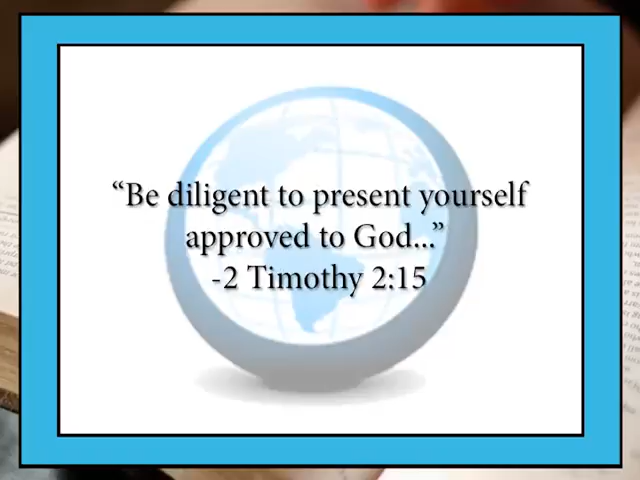 “Be diligent to present yourself
approved to God...”
-2 Timothy 2:15